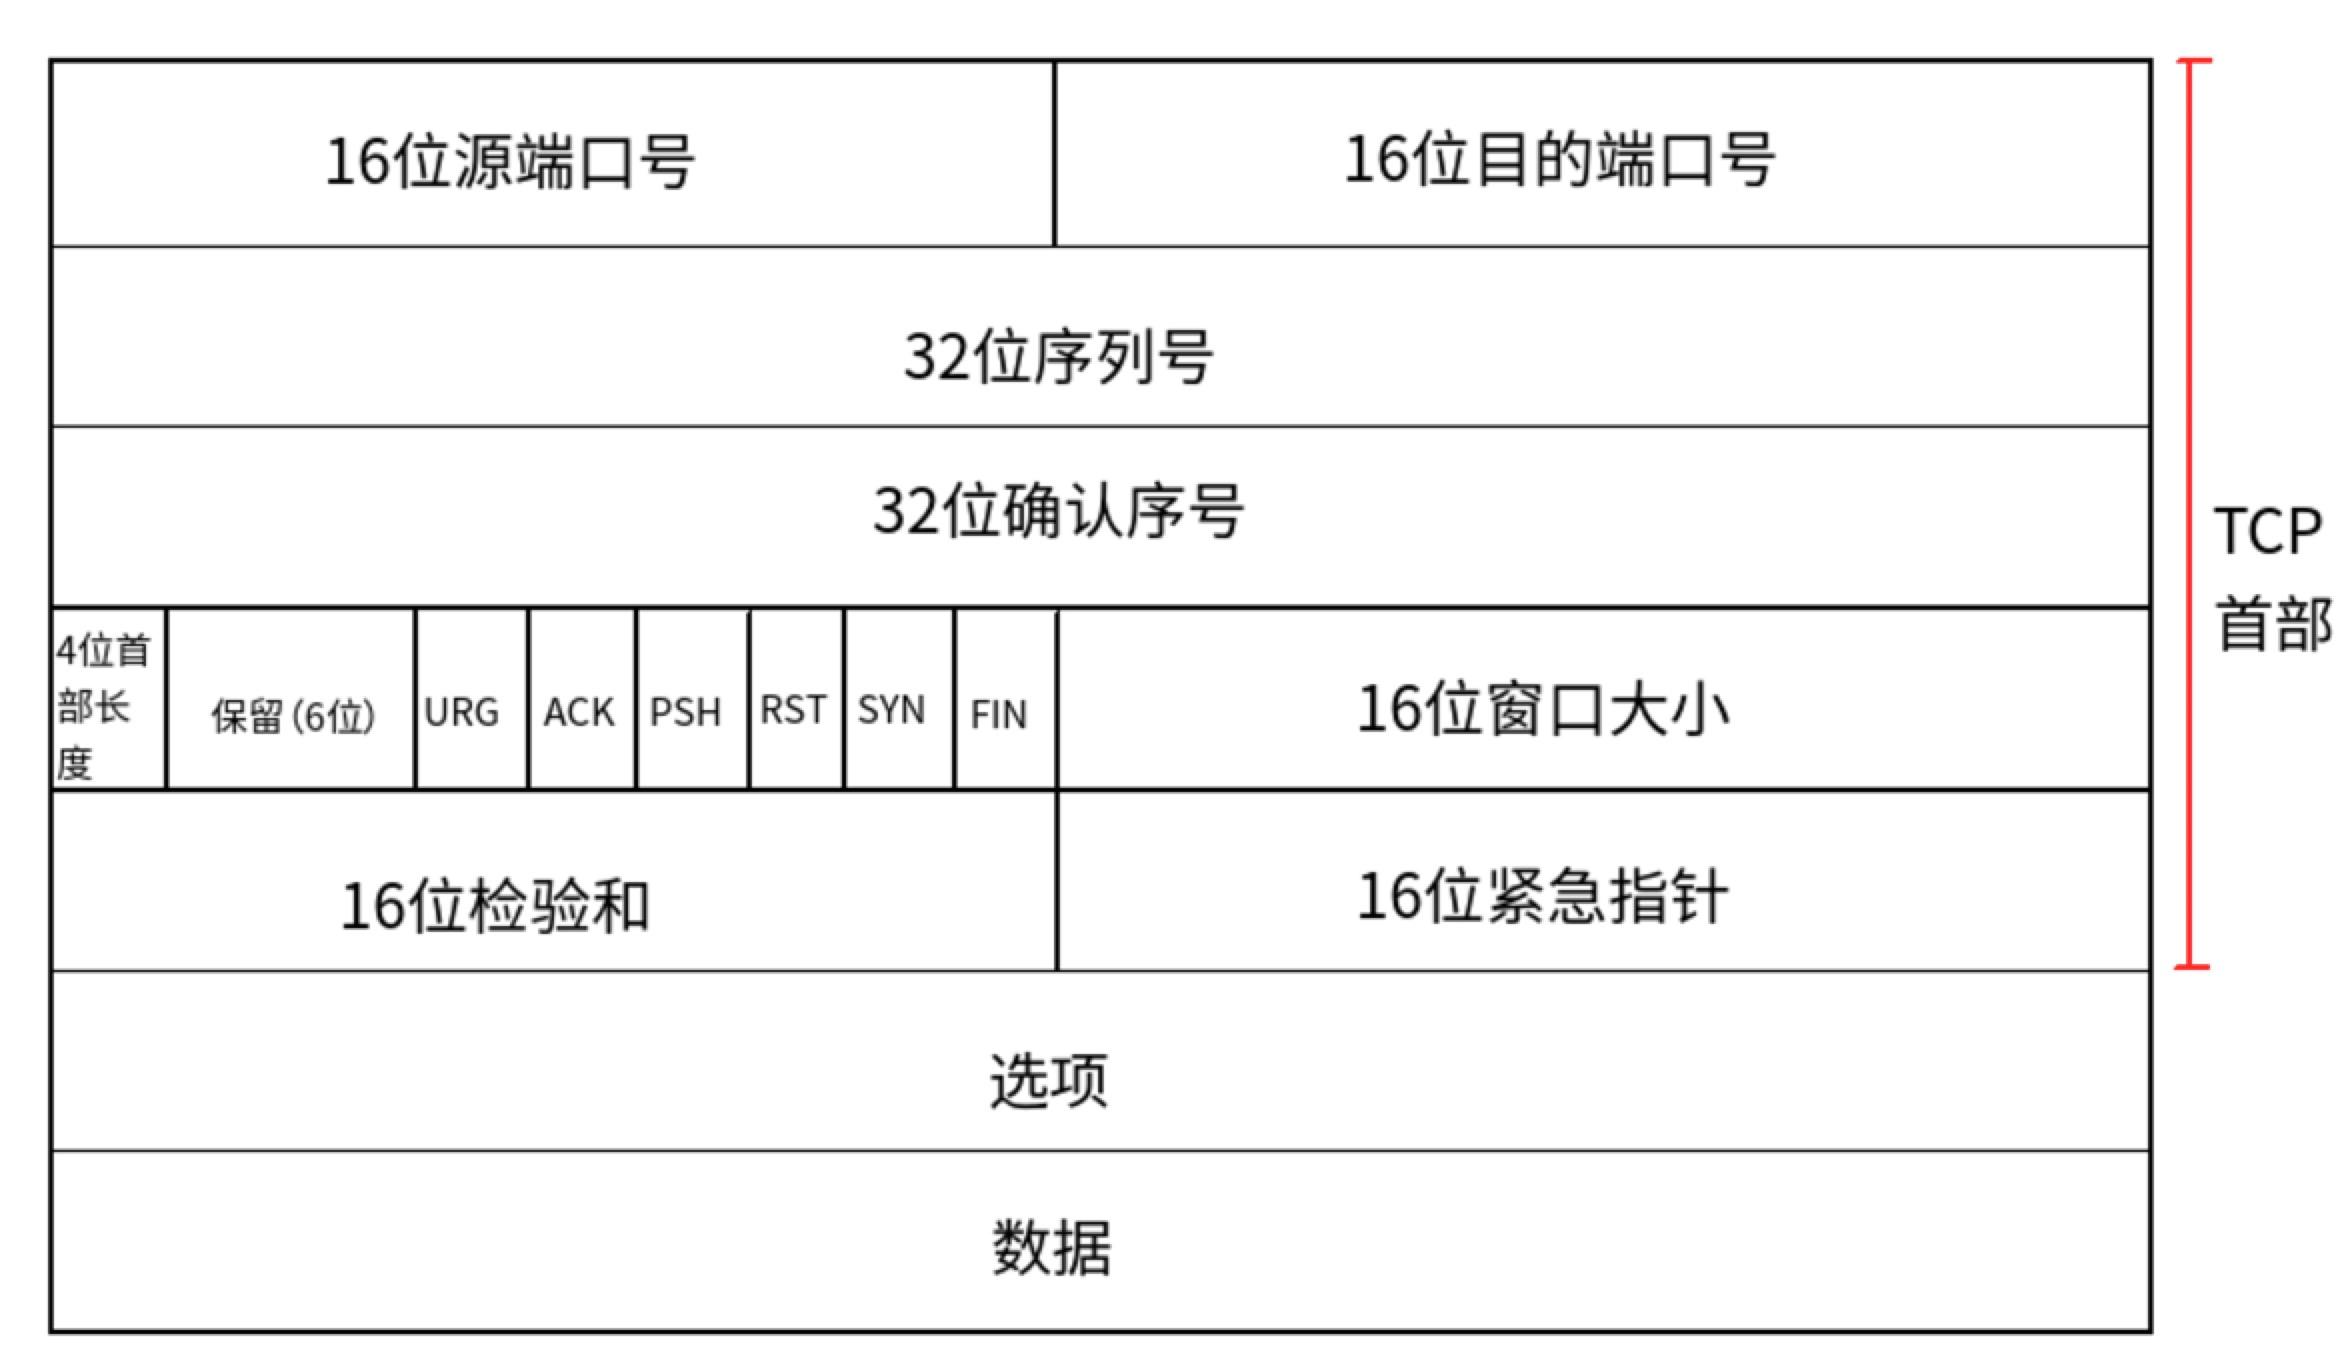 16位源端口号
16位目的端口号
32位序列号
32位确认序号
4位首
部长
度
保留(6位)
URG
ACK
PSH
RST
SYN
FIN
16位窗口大小
16位检验和
16位紧急指针
选项
数据
TCP
首部